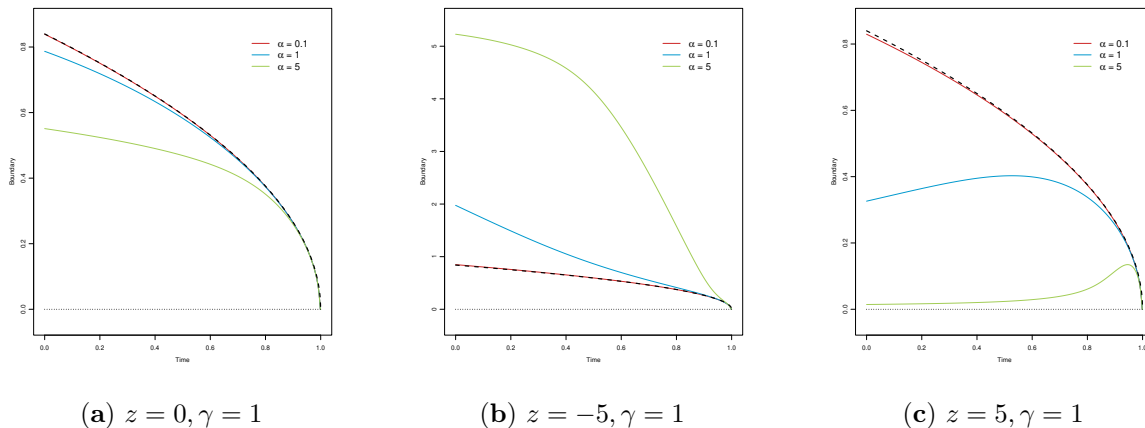 α = 0.1
α = 1
α = 5
Boundary
0.0
0.2
0.4
0.6
0.8
0.0 0.2 0.4 0.6 0.8 1.0
Time
(a) z = 0, γ = 1
α = 0.1
α = 1
α = 5
Boundary
0
1
2
3
4
5
0.0 0.2 0.4 0.6 0.8 1.0
Time
(b) z = −5, γ = 1
α = 0.1
α = 1
α = 5
Boundary
0.0
0.2
0.4
0.6
0.8
0.0 0.2 0.4 0.6 0.8 1.0
Time
(c) z = 5, γ = 1